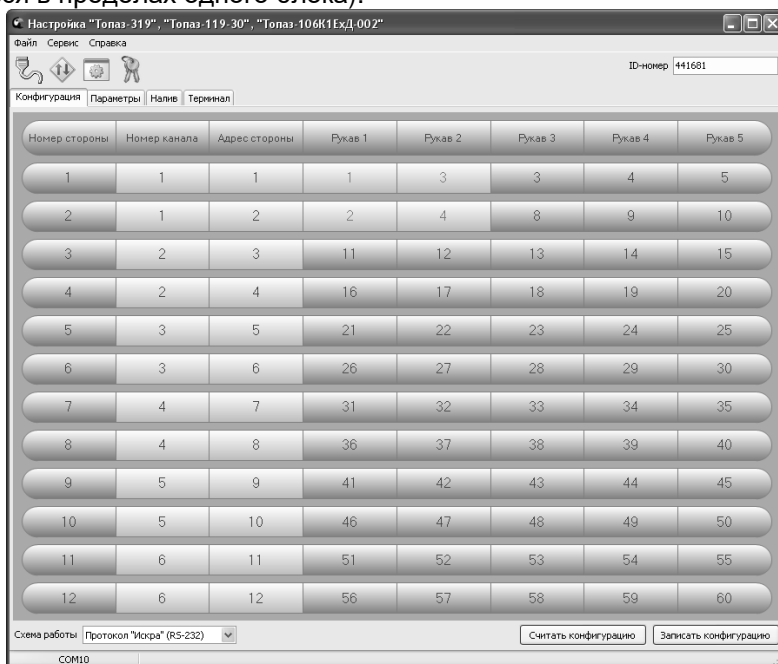 ся в пределах одного блока).
Настройка "Топаз-319", "Топаз-119-30", "Топаз-106К1ЕхД-002"
Файл Сервис Справка
ID-номер 441681
Конфигурация Параметры Налив Терминал
Номер стороны Номер канала Адрес стороны Рукав 1 Рукав 2 Рукав 3 Рукав 4 Рукав 5
1 1 1 1 3 3 4 5
2 1 2 2 4 8 9 10
3 2 3 11 12 13 14 15
4 2 4 16 17 18 19 20
5 3 5 21 22 23 24 25
6 3 6 26 27 28 29 30
7 4 7 31 32 33 34 35
8 4 8 36 37 38 39 40
9 5 9 41 42 43 44 45
10 5 10 46 47 48 49 50
11 6 11 51 52 53 54 55
12 6 12 56 57 58 59 60
Схема работы Протокол "Искра" (RS-232) Считать конфигурацию Записать конфигурацию
COM10